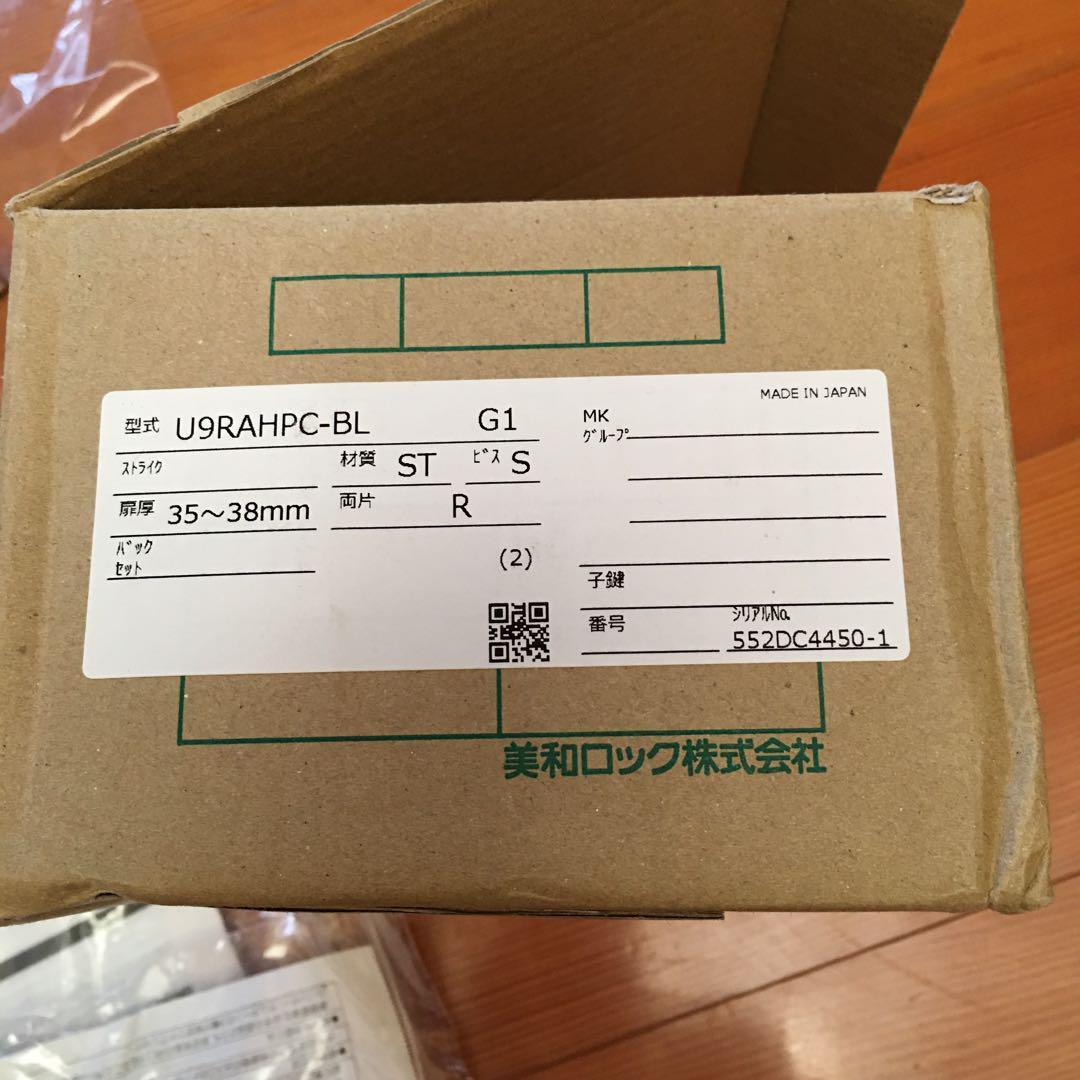 MADE IN JAPAN
型式 U9RAHPC-BL G1
ストライク 材質 ST ビス S
扉厚 35～38mm 両片 R
バック
セット
(2)
MK
グループ
子鍵
番号 シリアルNo.
552DC4450-1
美和ロック株式会社